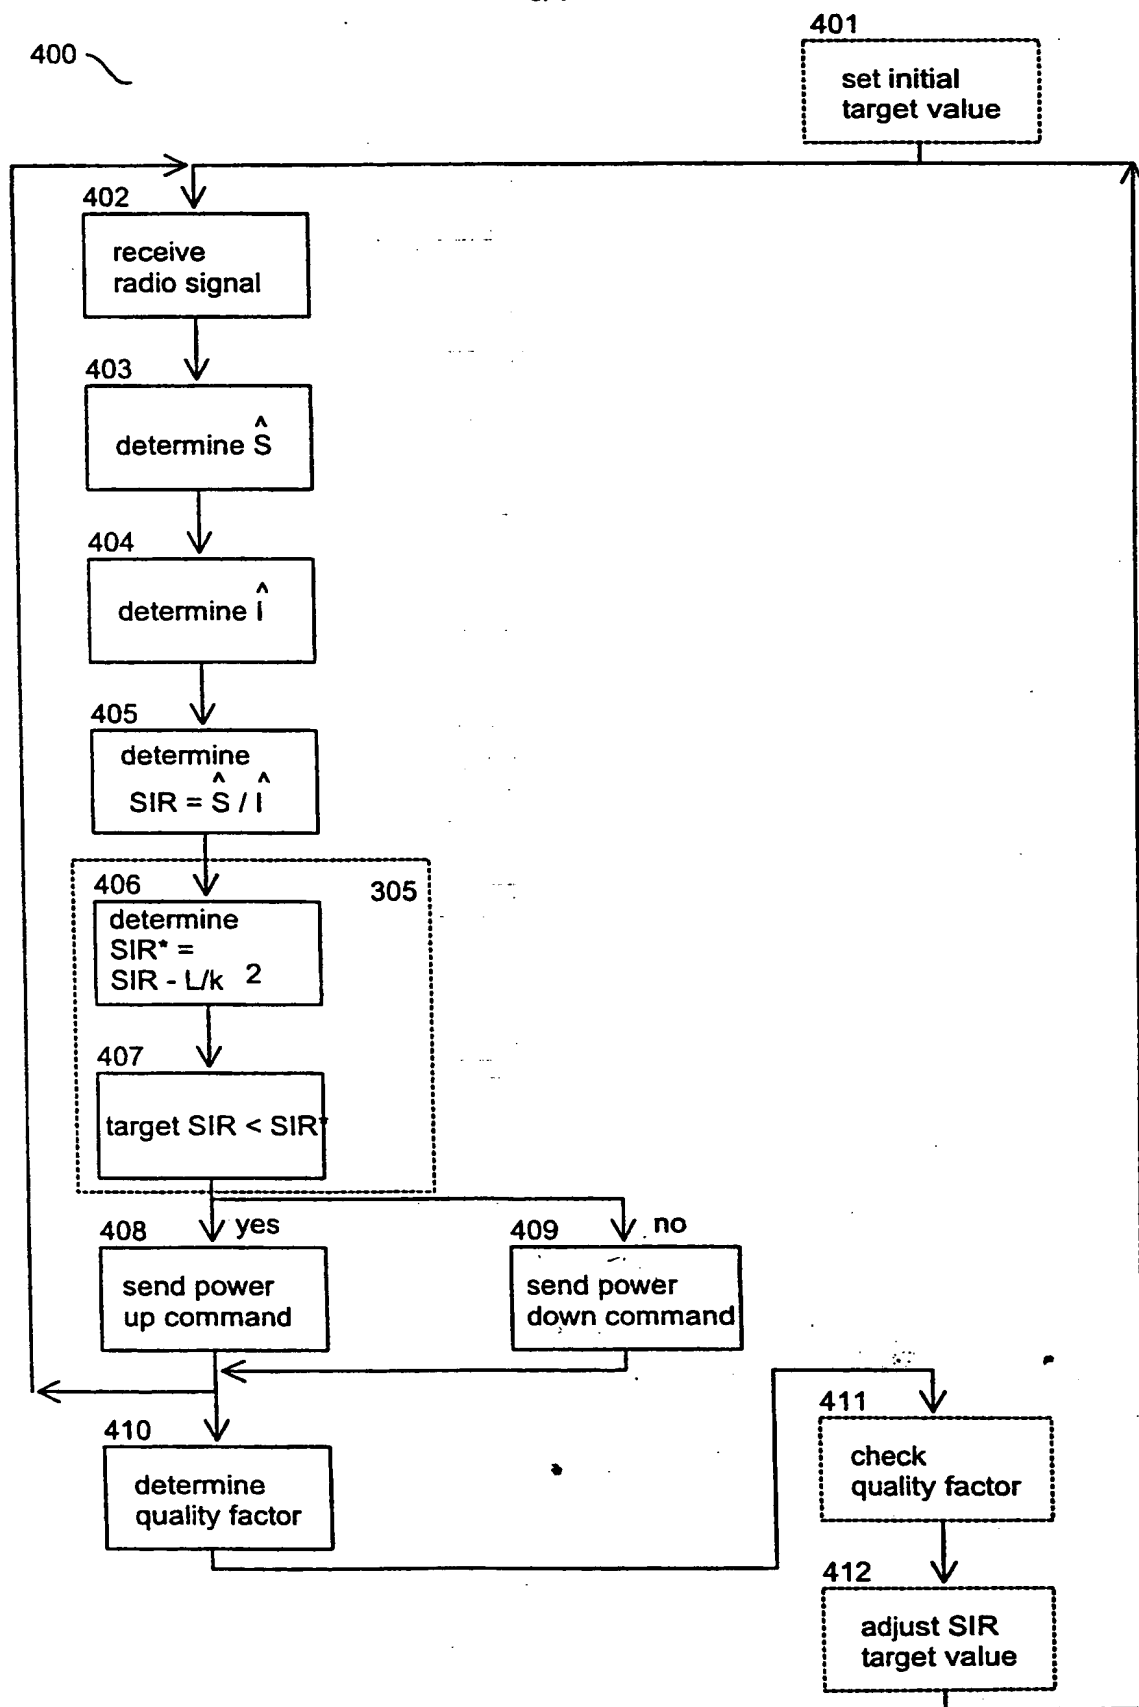 400
401
set initial
target value
402
receive
radio signal
403
determine Ŝ
404
determine Î
405
determine
SIR = Ŝ / Î
305
406
determine
SIR* =
SIR - L/k 2
407
target SIR < SIR*
408
yes
send power
up command
409
no
send power
down command
410
determine
quality factor
411
check
quality factor
412
adjust SIR
target value